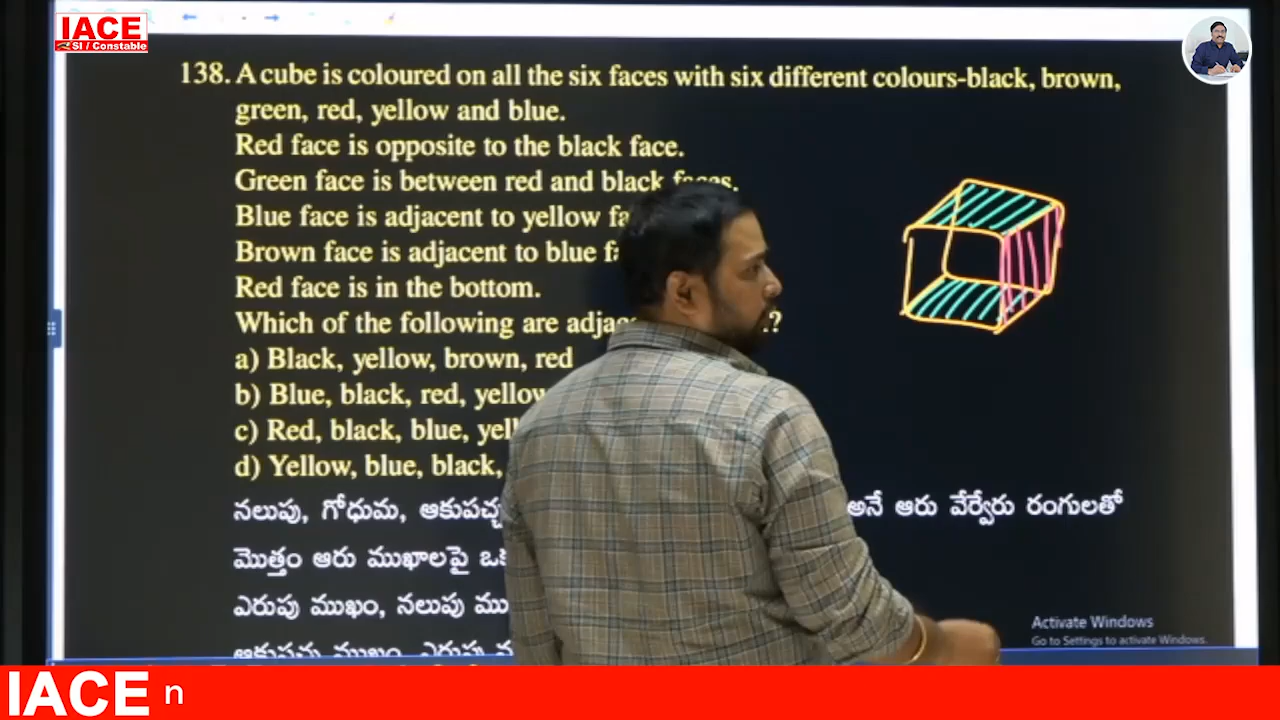 IACE
SI / Constable
138. A cube is coloured on all the six faces with six different colours-black, brown,
green, red, yellow and blue.
Red face is opposite to the black face.
Green face is between red and black faces.
Blue face is adjacent to yellow
Brown face is adjacent to blue
Red face is in the bottom.
Which of the following are ?
a) Black, yellow, brown, red
b) Blue, black, red, yellow
c) Red, black, blue,
d) Yellow, blue, black,
నలుపు, గోధుమ, ఆకుపచ్చ అనే ఆరు వేర్వేరు రంగులతో
మొత్తం ఆరు ముఖాలపై
ఎరుపు ముఖం, నలుపు
Activate Windows
Go to Settings to activate Windows.
IACE n